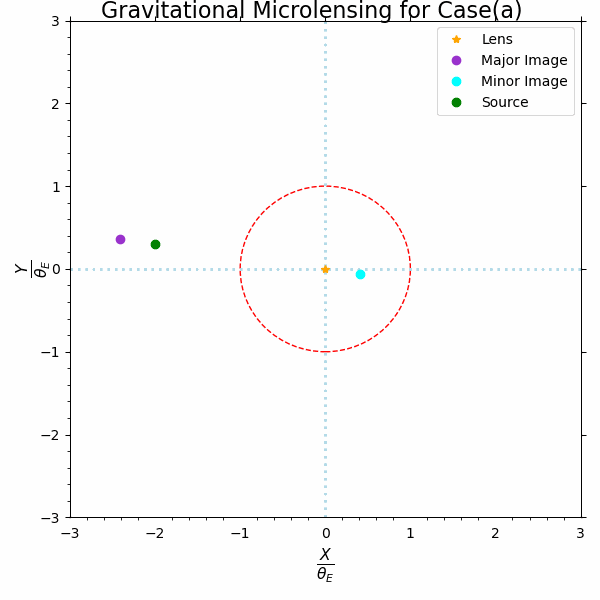 Gravitational Microlensing for Case(a)
Lens
Major Image
Minor Image
Source
3
2
1
0
−1
−2
−3
Y
θE
−3
−2
−1
0
1
2
3
X
θE